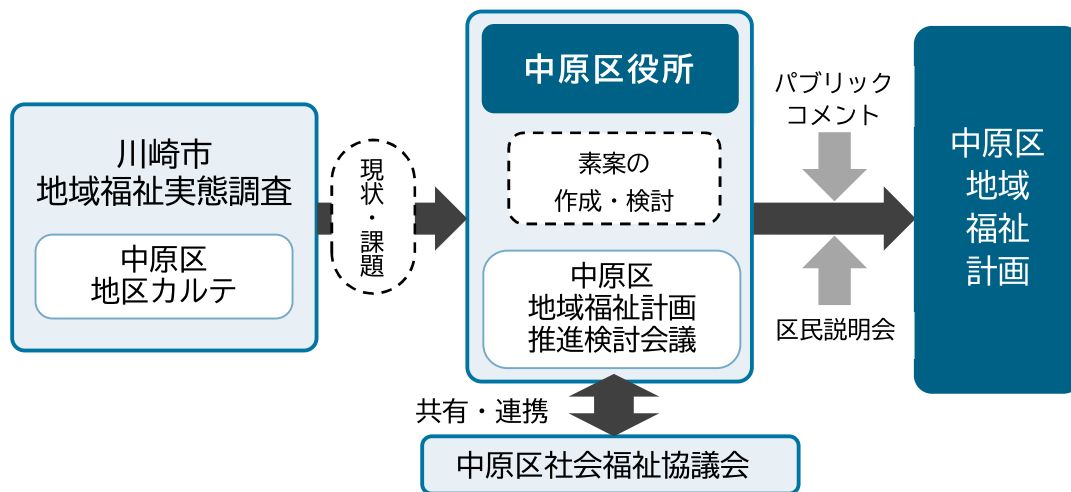 川崎市
地域福祉実態調査
中原区
地区カルテ
現状・課題
中原区役所
素案の
作成・検討
中原区
地域福祉計画
推進検討会議
共有・連携
中原区社会福祉協議会
パブリック
コメント
区民説明会
中原区
地域
福祉
計画